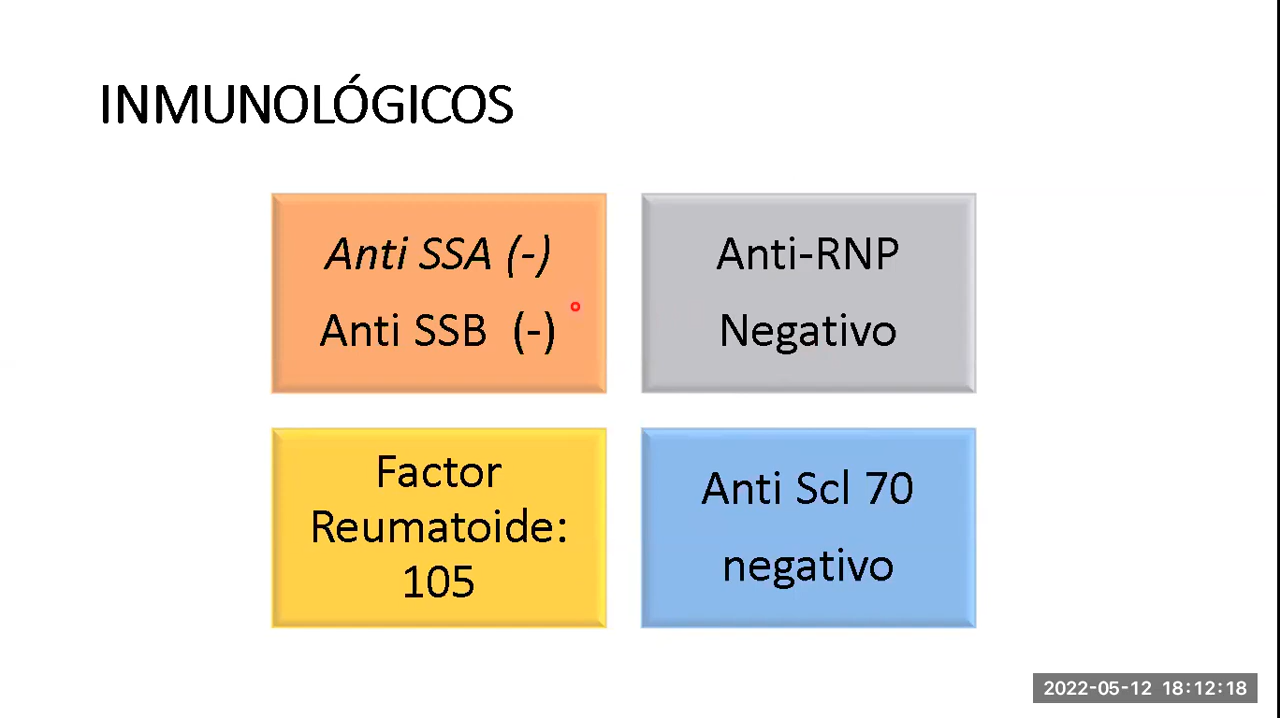 INMUNOLÓGICOS
Anti SSA (-)
Anti SSB (-)
Anti-RNP
Negativo
Factor
Reumatoide:
105
Anti Scl 70
negativo
2022-05-12 18:12:18